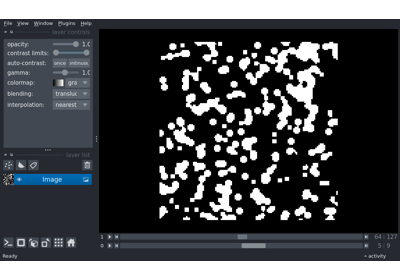 File View Window Plugins Help
layer controls
opacity: 1.0
contrast limits:
auto-contrast: once
gamma: 1.0
colormap: gra
blending: translu
interpolation: nearest
layer list
Image
1 64 127
0 5 9
Ready activity